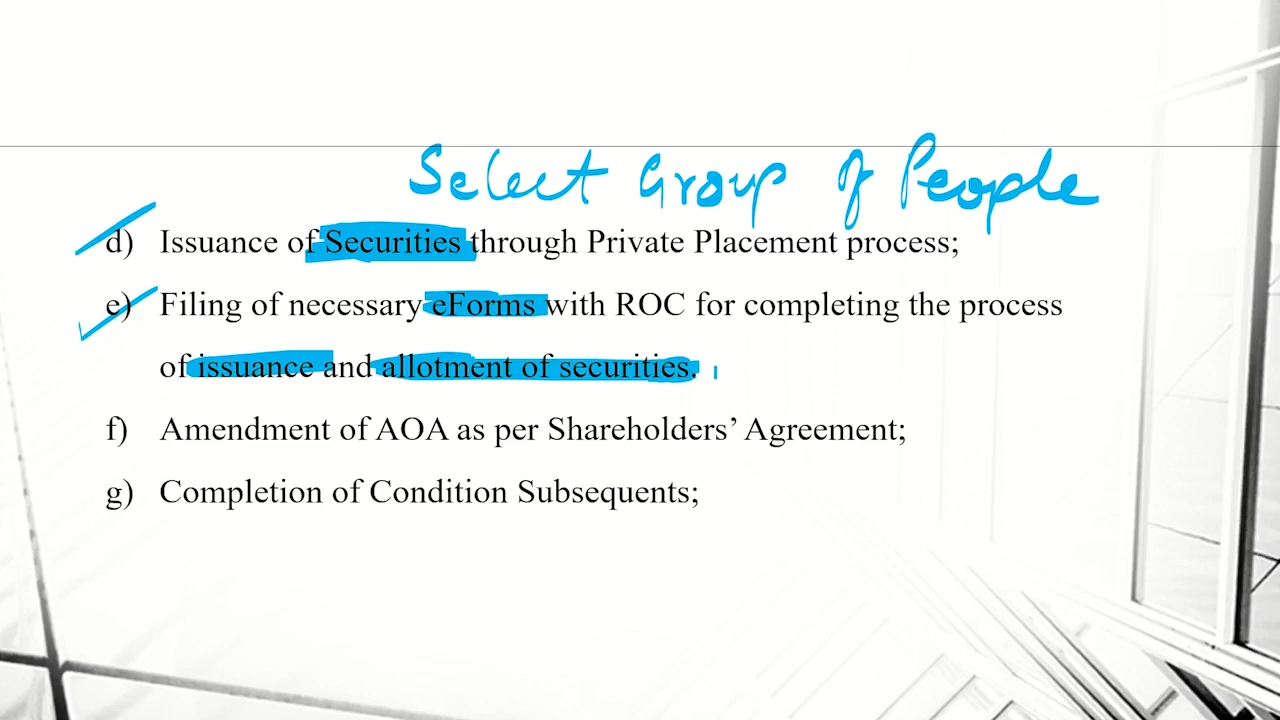 Select Group of People
d) Issuance of Securities through Private Placement process;
e) Filing of necessary eForms with ROC for completing the process
of issuance and allotment of securities.
f) Amendment of AOA as per Shareholders’ Agreement;
g) Completion of Condition Subsequents;